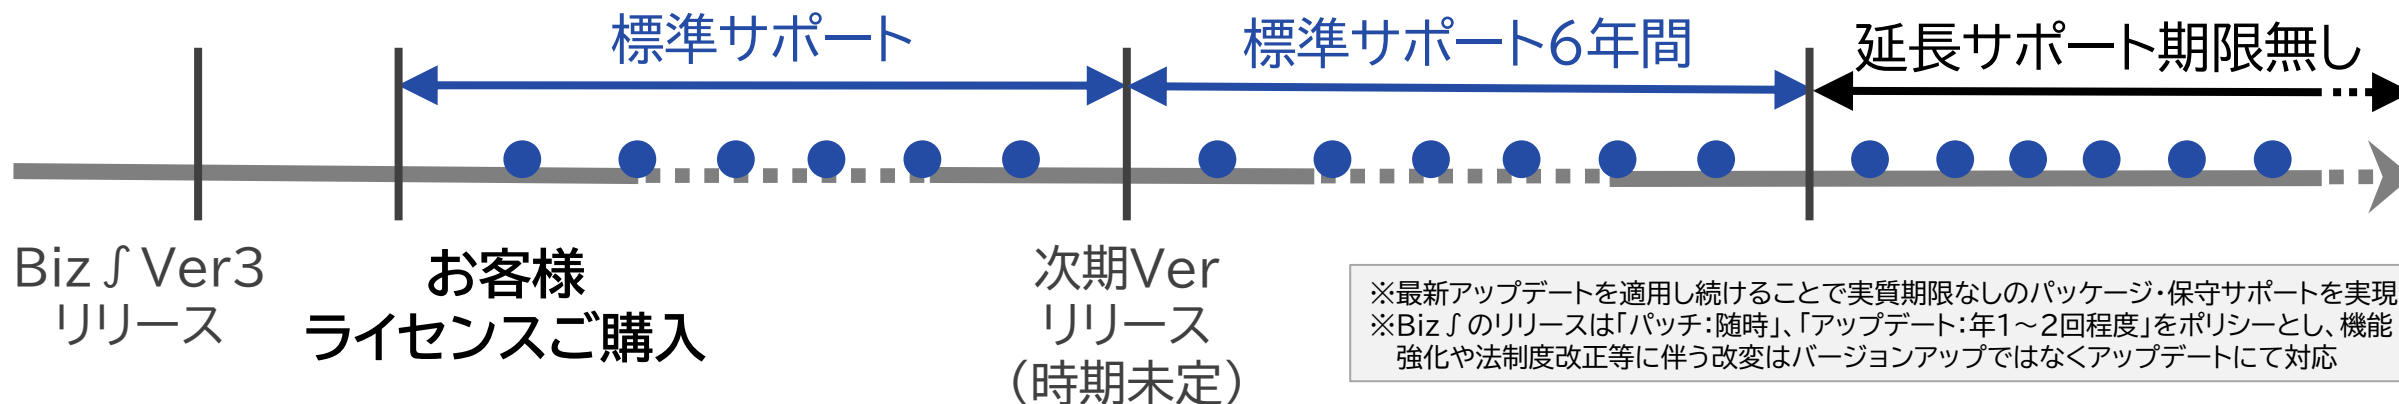 標準サポート
標準サポート6年間
延長サポート期限無し
Biz∫Ver3
リリース
お客様
ライセンスご購入
次期Ver
リリース
（時期未定）
※最新アップデートを適用し続けることで実質期限なしのパッケージ・保守サポートを実現
※Biz∫のリリースは「パッチ：随時」、「アップデート：年1～2回程度」をポリシーとし、機能
強化や法制度改正等に伴う改変はバージョンアップではなくアップデートにて対応